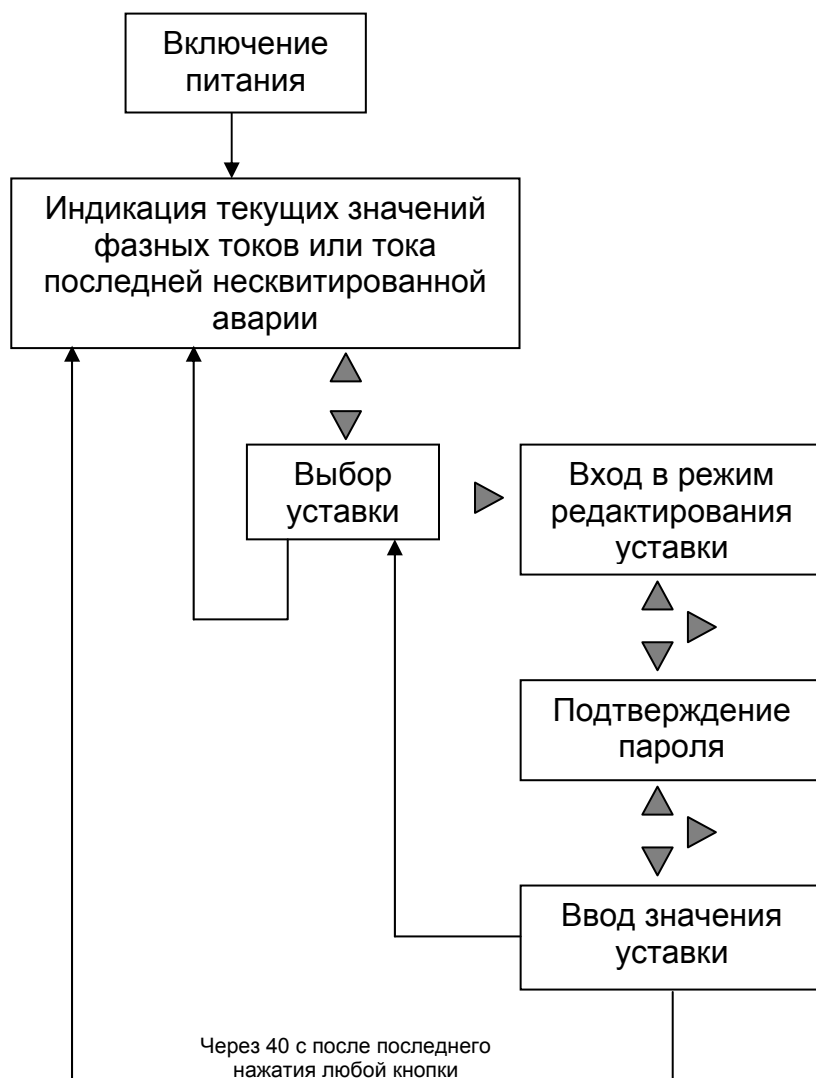 Включение
питания
Индикация текущих значений
фазных токов или тока
последней несквитированной
аварии
Выбор
уставки
Вход в режим
редактирования
уставки
Подтверждение
пароля
Ввод значения
уставки
Через 40 с после последнего
нажатия любой кнопки